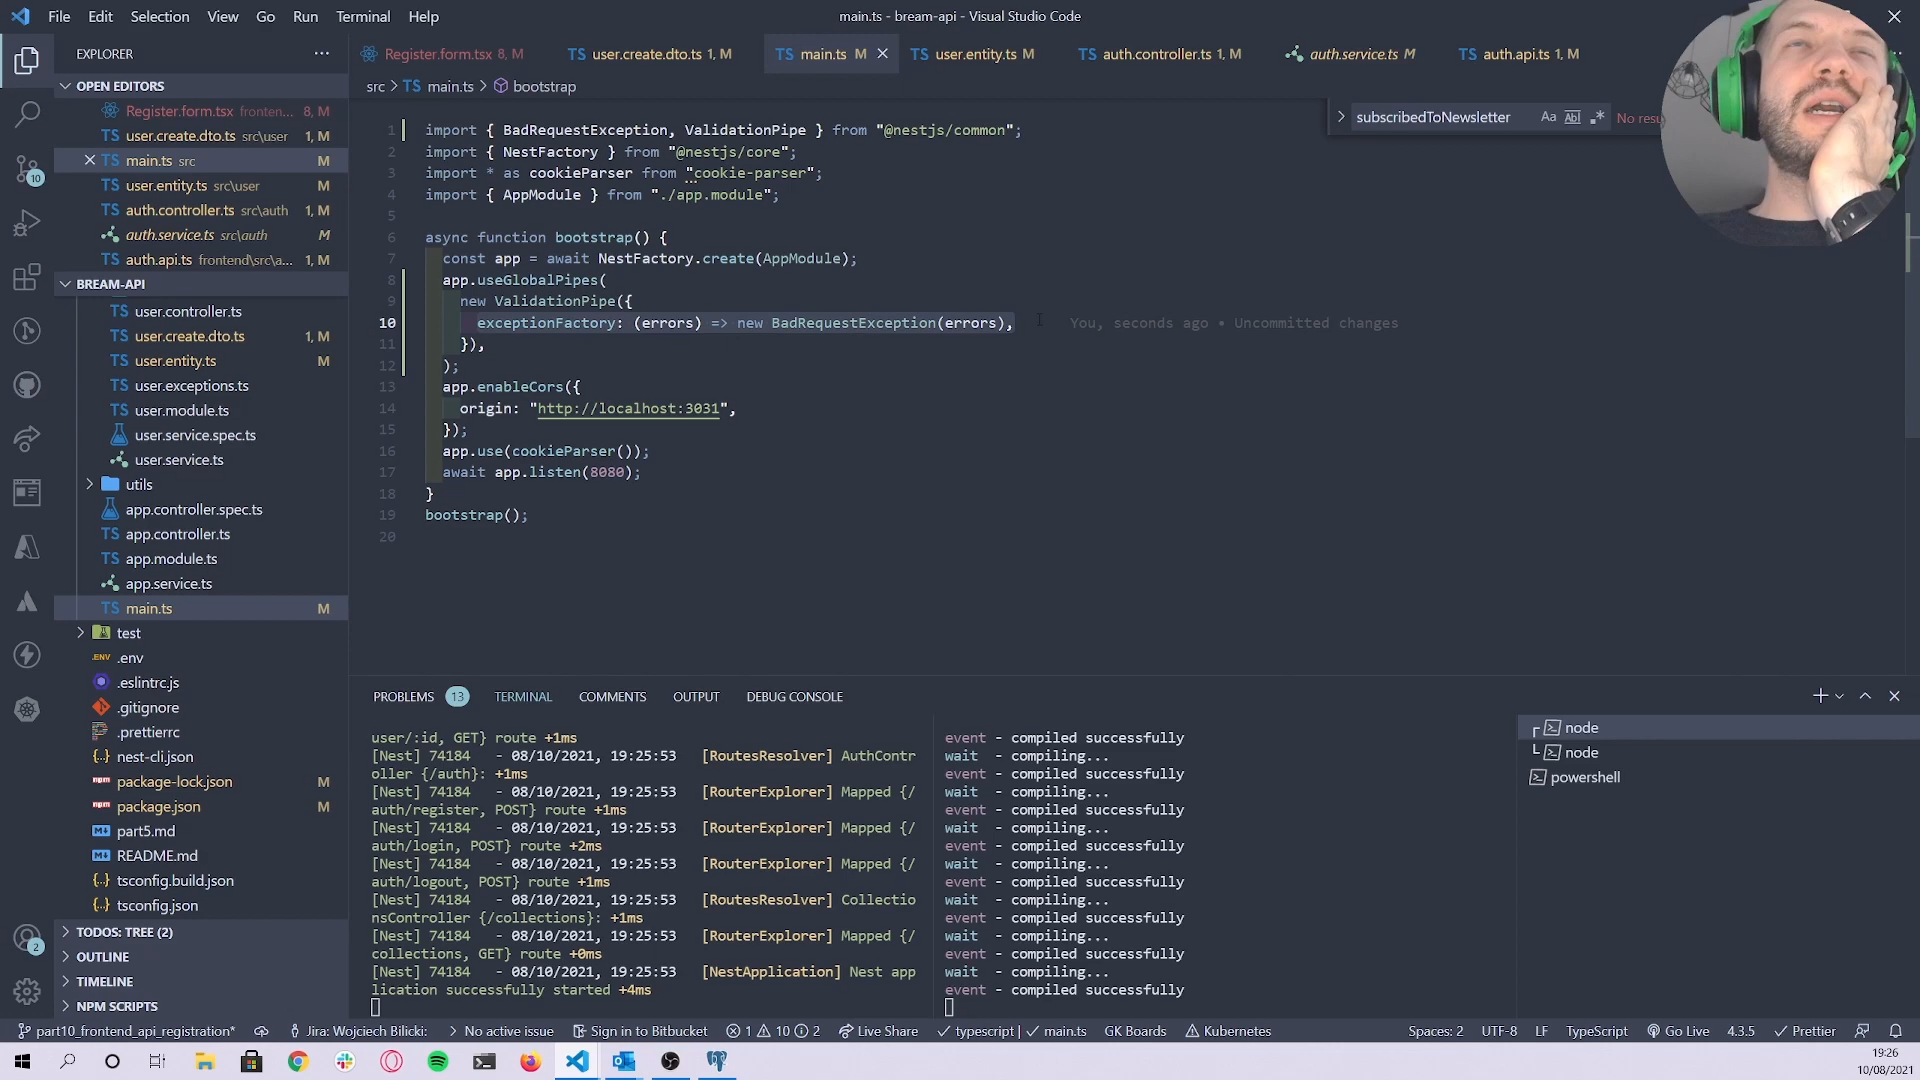 File Edit Selection View Go Run Terminal Help
main.ts - bream-api - Visual Studio Code
EXPLORER
OPEN EDITORS
Register.form.tsx frontend... 8, M
user.create.dto.ts src\user 1, M
main.ts src M
user.entity.ts src\user M
auth.controller.ts src\auth 1, M
auth.service.ts src\auth M
auth.api.ts frontend\src\a... 1, M
BREAM-API
user.controller.ts
user.create.dto.ts 1, M
user.entity.ts M
user.exceptions.ts
user.module.ts
user.service.spec.ts
user.service.ts
utils
app.controller.spec.ts
app.controller.ts
app.module.ts
app.service.ts
main.ts M
test
.env
.eslintrc.js
.gitignore
.prettierrc
nest-cli.json
package-lock.json M
package.json M
part5.md
README.md
tsconfig.build.json
tsconfig.json
TODOS: TREE (2)
OUTLINE
TIMELINE
NPM SCRIPTS
Register.form.tsx 8, M
TS user.create.dto.ts 1, M
TS main.ts M
TS user.entity.ts M
TS auth.controller.ts 1, M
auth.service.ts M
TS auth.api.ts 1, M
src > TS main.ts > bootstrap
subscribedToNewsletter Aa Abl No resu
1 import { BadRequestException, ValidationPipe } from "@nestjs/common";
2 import { NestFactory } from "@nestjs/core";
3 import * as cookieParser from "cookie-parser";
4 import { AppModule } from "./app.module";
5
6 async function bootstrap() {
7 const app = await NestFactory.create(AppModule);
8 app.useGlobalPipes(
9 new ValidationPipe({
10 exceptionFactory: (errors) => new BadRequestException(errors), You, seconds ago • Uncommitted changes
11 }),
12 );
13 app.enableCors({
14 origin: "http://localhost:3031",
15 });
16 app.use(cookieParser());
17 await app.listen(8080);
18 }
19 bootstrap();
20
PROBLEMS 13 TERMINAL COMMENTS OUTPUT DEBUG CONSOLE
user/:id, GET} route +1ms
[Nest] 74184 - 08/10/2021, 19:25:53 [RoutesResolver] AuthContr
oller {/auth}: +1ms
[Nest] 74184 - 08/10/2021, 19:25:53 [RouterExplorer] Mapped {/
auth/register, POST} route +1ms
[Nest] 74184 - 08/10/2021, 19:25:53 [RouterExplorer] Mapped {/
auth/login, POST} route +2ms
[Nest] 74184 - 08/10/2021, 19:25:53 [RouterExplorer] Mapped {/
auth/logout, POST} route +1ms
[Nest] 74184 - 08/10/2021, 19:25:53 [RoutesResolver] Collectio
nsController {/collections}: +1ms
[Nest] 74184 - 08/10/2021, 19:25:53 [RouterExplorer] Mapped {/
collections, GET} route +0ms
[Nest] 74184 - 08/10/2021, 19:25:53 [NestApplication] Nest app
lication successfully started +4ms
event - compiled successfully
wait - compiling...
event - compiled successfully
wait - compiling...
event - compiled successfully
wait - compiling...
event - compiled successfully
wait - compiling...
event - compiled successfully
wait - compiling...
event - compiled successfully
wait - compiling...
event - compiled successfully
wait - compiling...
event - compiled successfully
node
node
powershell
10
2
part10_frontend_api_registration* Jira: Wojciech Bilicki: No active issue Sign in to Bitbucket 1 10 2 Live Share typescript | main.ts GK Boards Kubernetes Spaces: 2 UTF-8 LF TypeScript Go Live 4.3.5 Prettier
19:26
10/08/2021